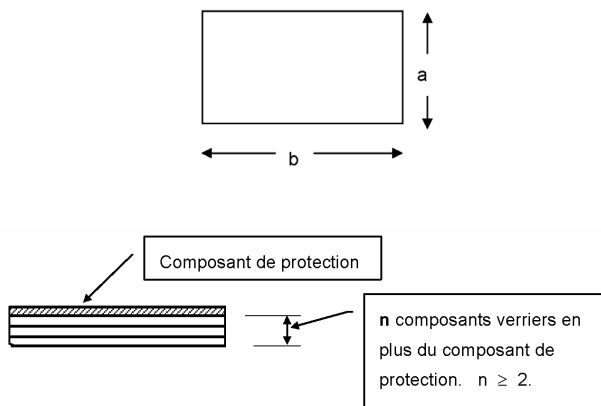 a
b
Composant de protection
n composants verriers en
plus du composant de
protection. n ≥ 2.